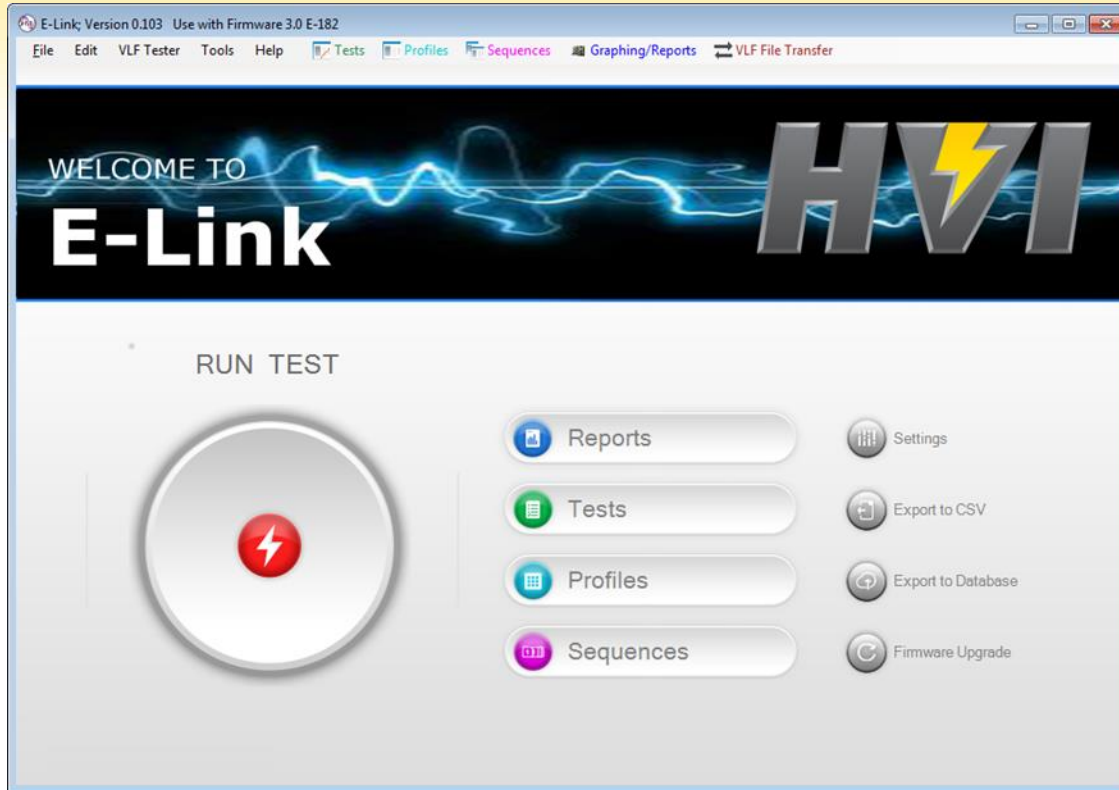 E-Link; Version 0.103 Use with Firmware 3.0 E-182
File Edit VLF Tester Tools Help Tests Profiles Sequences Graphing/Reports VLF File Transfer
WELCOME TO
E-Link
HVI
RUN TEST
Reports
Settings
Tests
Export to CSV
Profiles
Export to Database
Sequences
Firmware Upgrade